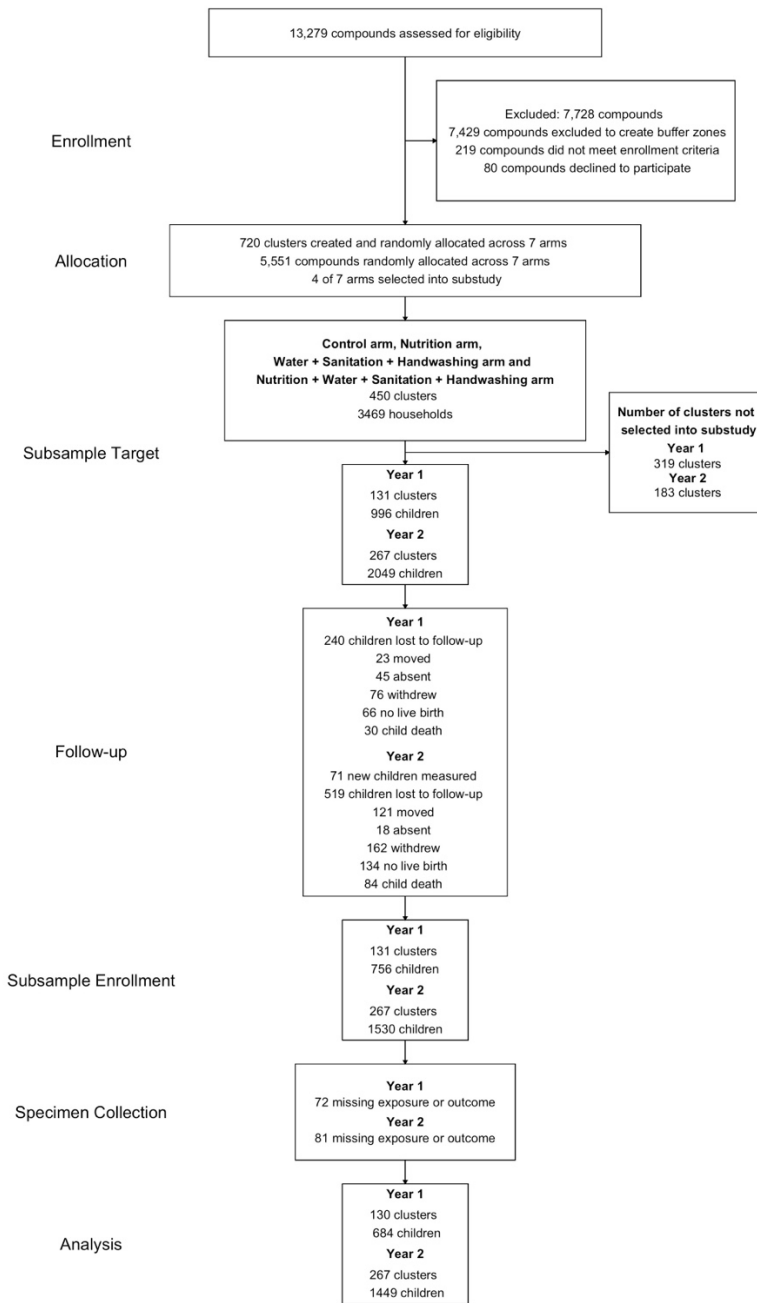 13,279 compounds assessed for eligibility
Enrollment
Excluded: 7,728 compounds
7,429 compounds excluded to create buffer zones
219 compounds did not meet enrollment criteria
80 compounds declined to participate
Allocation
720 clusters created and randomly allocated across 7 arms
5,551 compounds randomly allocated across 7 arms
4 of 7 arms selected into substudy
Control arm, Nutrition arm,
Water + Sanitation + Handwashing arm and
Nutrition + Water + Sanitation + Handwashing arm
450 clusters
3469 households
Subsample Target
Number of clusters not
selected into substudy
Year 1
319 clusters
Year 2
183 clusters
Year 1
131 clusters
996 children
Year 2
267 clusters
2049 children
Follow-up
Year 1
240 children lost to follow-up
23 moved
45 absent
76 withdrew
66 no live birth
30 child death
Year 2
71 new children measured
519 children lost to follow-up
121 moved
18 absent
162 withdrew
134 no live birth
84 child death
Subsample Enrollment
Year 1
131 clusters
756 children
Year 2
267 clusters
1530 children
Specimen Collection
Year 1
72 missing exposure or outcome
Year 2
81 missing exposure or outcome
Analysis
Year 1
130 clusters
684 children
Year 2
267 clusters
1449 children